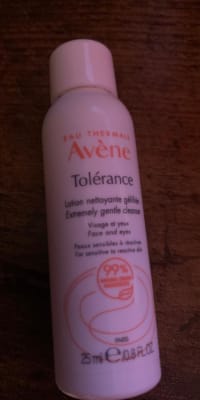 EAU THERMALE
Avène
Tolérance
Lotion nettoyante gélifiée
Extremely gentle cleanser
Visage et yeux
Face and eyes
Peaux sensibles à réactives
For sensitive to reactive skin
99%
PARIS
25 ml e 0.8 FL.OZ.